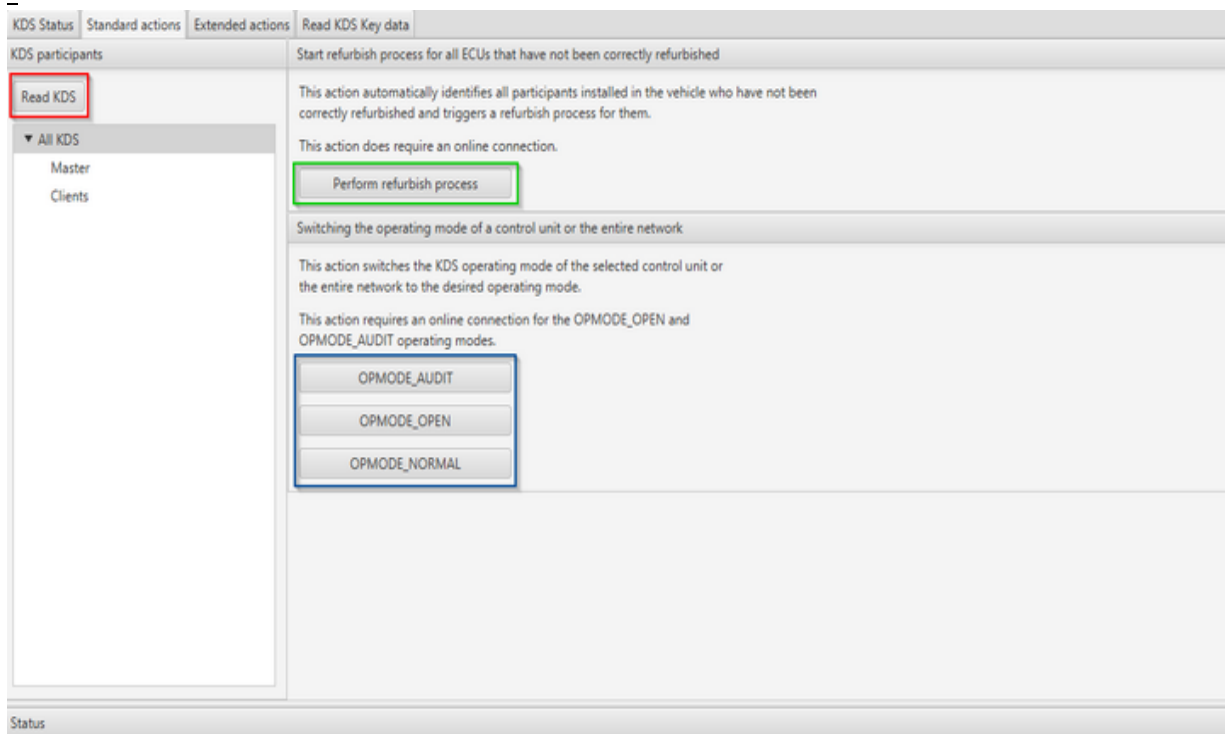 KDS Status Standard actions Extended actions Read KDS Key data
KDS participants
Read KDS
▼ All KDS
Master
Clients
Start refurbish process for all ECUs that have not been correctly refurbished
This action automatically identifies all participants installed in the vehicle who have not been
correctly refurbished and triggers a refurbish process for them.
This action does require an online connection.
Perform refurbish process
Switching the operating mode of a control unit or the entire network
This action switches the KDS operating mode of the selected control unit or
the entire network to the desired operating mode.
This action requires an online connection for the OPMODE_OPEN and
OPMODE_AUDIT operating modes.
OPMODE_AUDIT
OPMODE_OPEN
OPMODE_NORMAL
Status